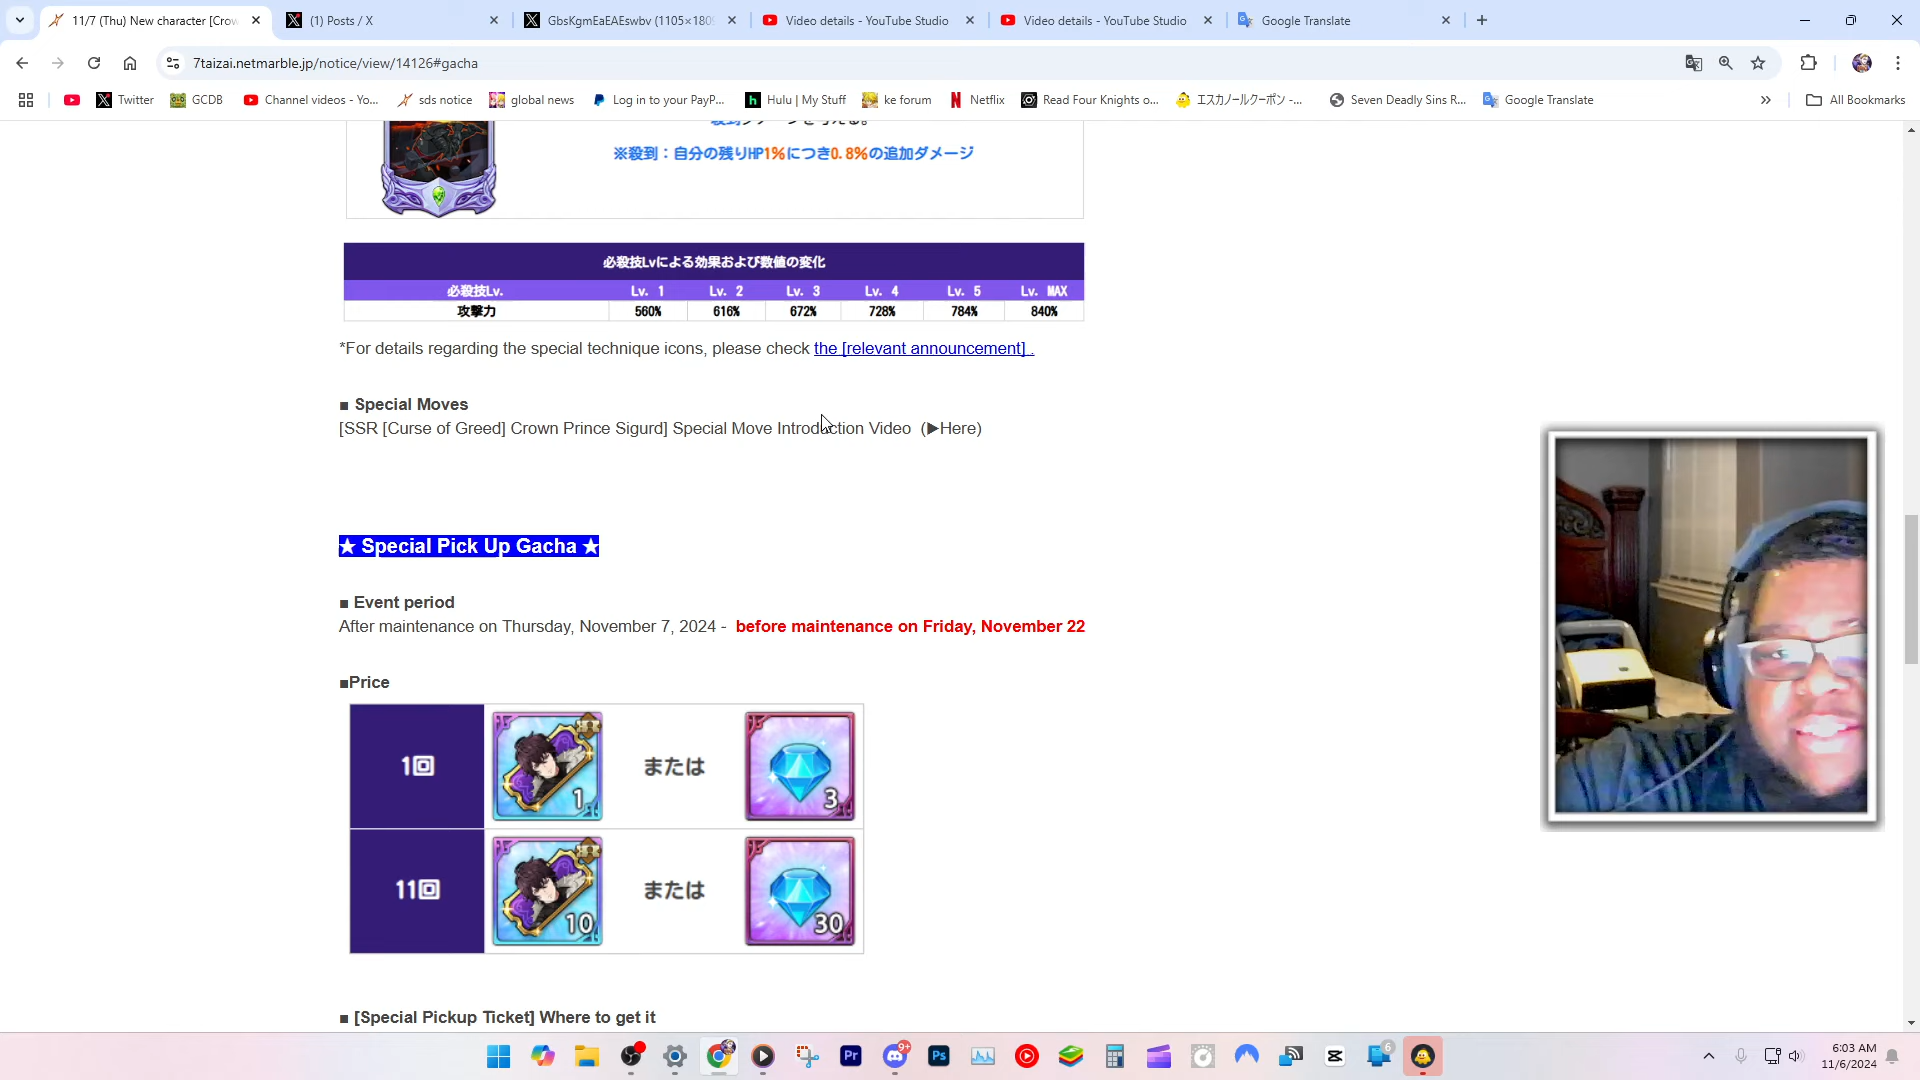 11/7 (Thu) New character [Crow
(1) Posts / X
GbsKgmEaEAEswbv (1105×180
Video details - YouTube Studio
Video details - YouTube Studio
Google Translate
7taizai.netmarble.jp/notice/view/14126#gacha
Twitter
GCDB
Channel videos - Yo...
sds notice
global news
Log in to your PayP...
Hulu | My Stuff
ke forum
Netflix
Read Four Knights o...
エスカノールクーポン -...
Seven Deadly Sins R...
Google Translate
All Bookmarks
※殺到：自分の残りHP1%につき0.8%の追加ダメージ
必殺技Lvによる効果および数値の変化
必殺技Lv. Lv. 1 Lv. 2 Lv. 3 Lv. 4 Lv. 5 Lv. MAX
攻撃力 560% 616% 672% 728% 784% 840%
*For details regarding the special technique icons, please check the [relevant announcement] .
■ Special Moves
[SSR [Curse of Greed] Crown Prince Sigurd] Special Move Introduction Video (▶Here)
★ Special Pick Up Gacha ★
■ Event period
After maintenance on Thursday, November 7, 2024 - before maintenance on Friday, November 22
■Price
1回 1 または 3
11回 10 または 30
■ [Special Pickup Ticket] Where to get it
9+
6
6:03 AM
11/6/2024